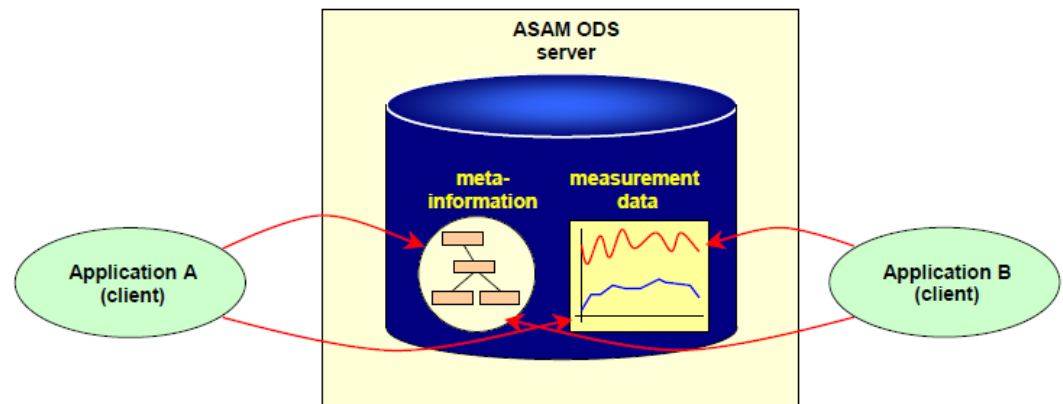 ASAM ODS
server
meta-
information
measurement
data
Application A
(client)
Application B
(client)